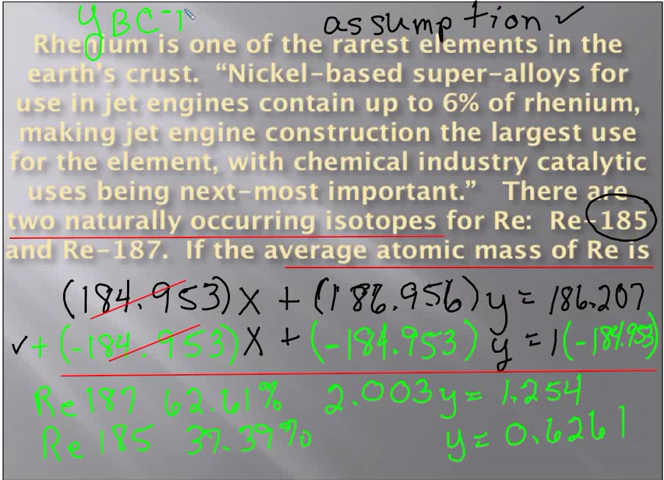 yBC-1
assumption ✓
Rhenium is one of the rarest elements in the
earth's crust. "Nickel-based super-alloys for
use in jet engines contain up to 6% of rhenium,
making jet engine construction the largest use
for the element, with chemical industry catalytic
uses being next-most important." There are
two naturally occurring isotopes for Re: Re-185
and Re-187. If the average atomic mass of Re is
(184.953)x + (186.956)y = 186.207
✓ + (-184.953)x + (-184.953) y = 1(-184.953)
Re187 62.61% 2.003y = 1.254
Re185 37.39% y = 0.6261